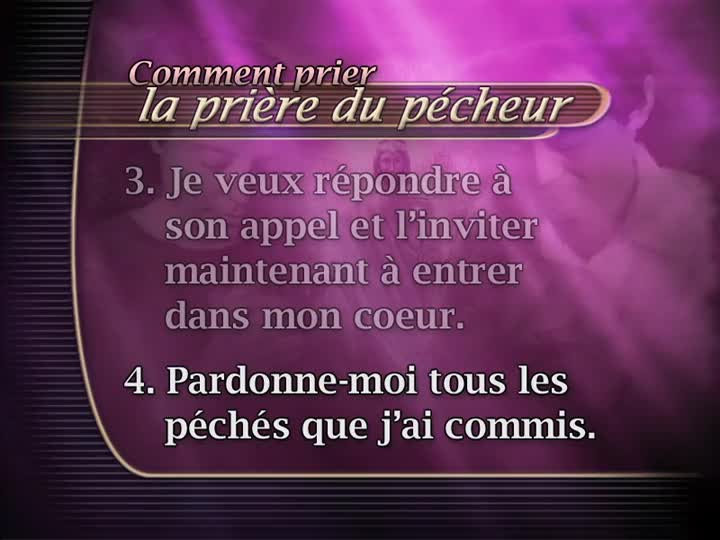 Comment prier
la prière du pécheur
3. Je veux répondre à
son appel et l’inviter
maintenant à entrer
dans mon coeur.
4. Pardonne-moi tous les
péchés que j’ai commis.